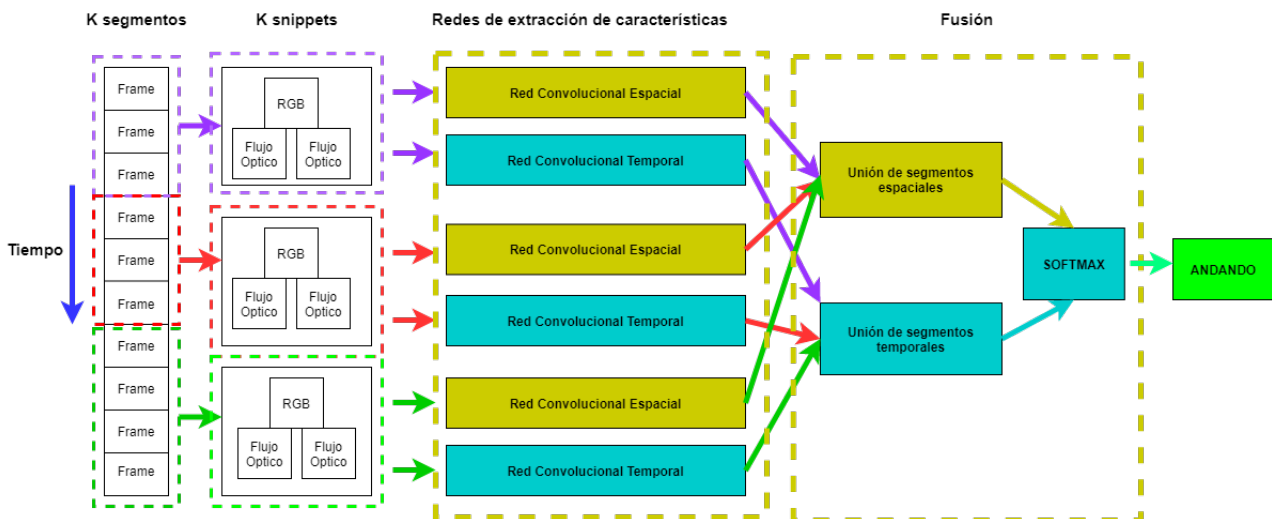 K segmentos
K snippets
Redes de extracción de características
Fusión
Tiempo
Frame
Frame
Frame
Frame
Frame
Frame
Frame
Frame
Frame
Frame
RGB
Flujo
Optico
Flujo
Optico
RGB
Flujo
Optico
Flujo
Optico
RGB
Flujo
Optico
Flujo
Optico
Red Convolucional Espacial
Red Convolucional Temporal
Red Convolucional Espacial
Red Convolucional Temporal
Red Convolucional Espacial
Red Convolucional Temporal
Unión de segmentos
espaciales
Unión de segmentos
temporales
SOFTMAX
ANDANDO